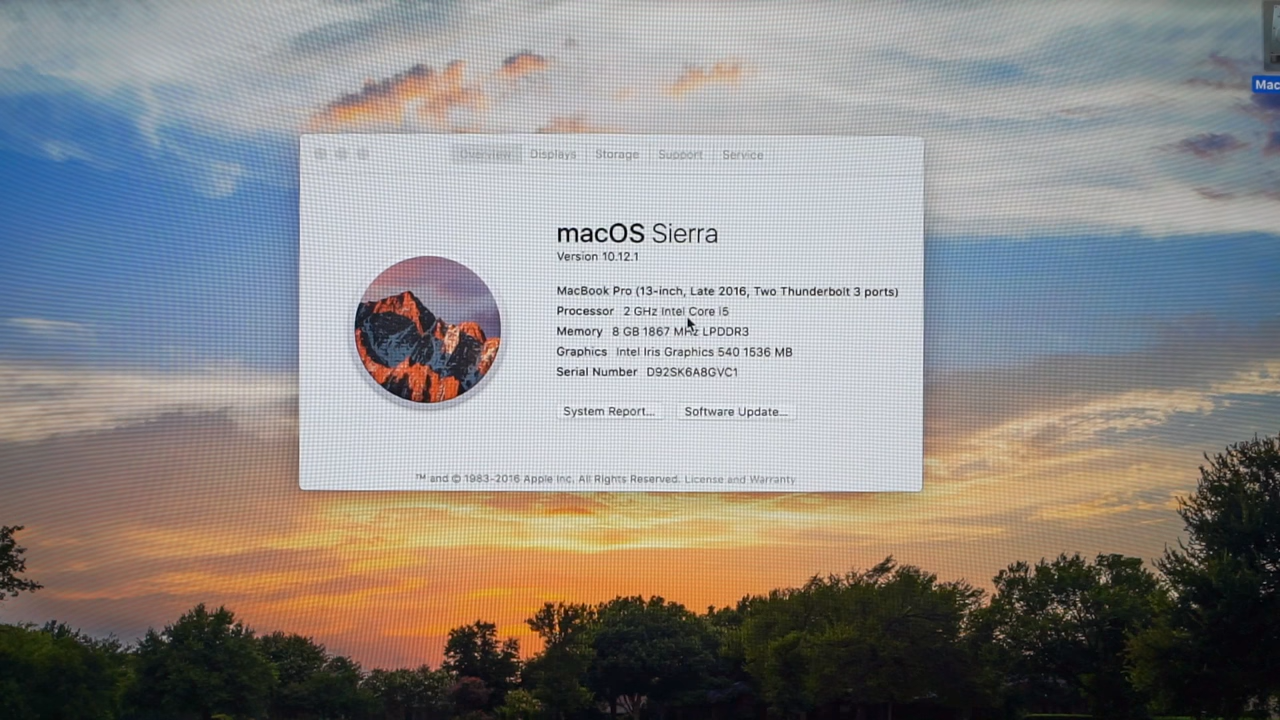 Mac
Overview Displays Storage Support Service
macOS Sierra
Version 10.12.1
MacBook Pro (13-inch, Late 2016, Two Thunderbolt 3 ports)
Processor 2 GHz Intel Core i5
Memory 8 GB 1867 MHz LPDDR3
Graphics Intel Iris Graphics 540 1536 MB
Serial Number D92SK6A8GVC1
System Report... Software Update...
™ and © 1983-2016 Apple Inc. All Rights Reserved. License and Warranty